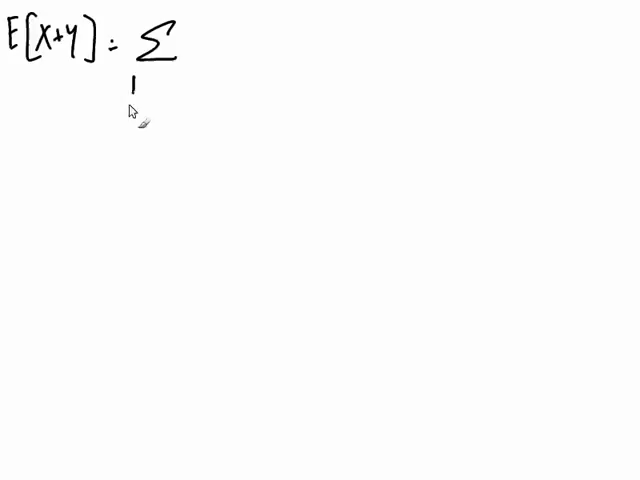 E[X+Y] = Σ